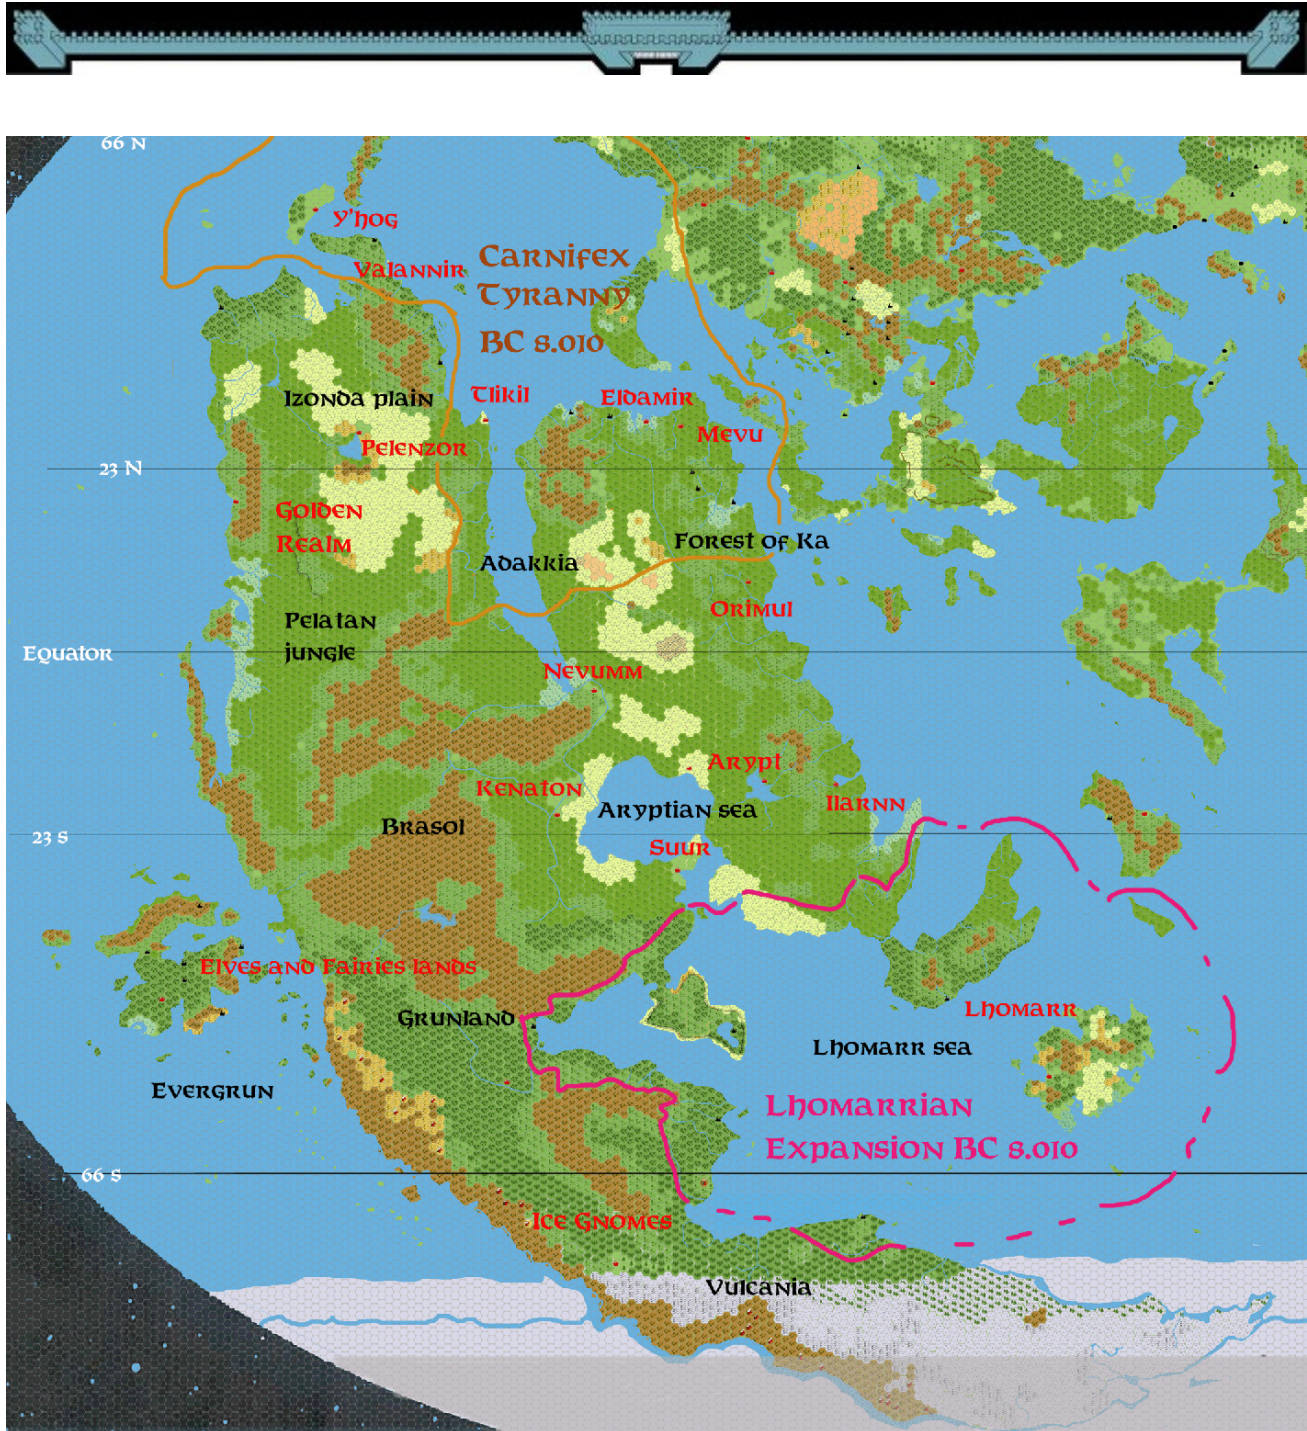 66 N
Y'hog
Valannir
Carnifex
Tyranny
BC 8.010
Izonda plain
Tlikil
Eldamir
Mevu
Pelenzor
23 N
Golden
Realm
Forest of Ka
Adakkia
Orimul
Pelatan
jungle
Equator
Nevumm
Arypt
Kenaton
Aryptian sea
Ilarnn
Brasol
23 S
Suur
Elves and Fairies lands
Lhomarr
Grunland
Lhomarr sea
Evergrun
Lhomarrian
Expansion BC 8.010
66 S
Ice Gnomes
Vulcania